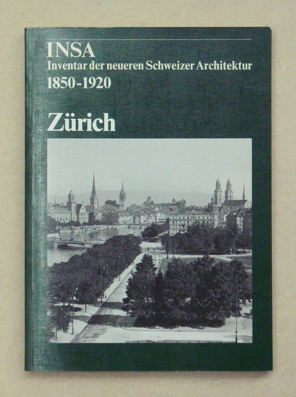 INSA
Inventar der neueren Schweizer Architektur
1850-1920
Zürich